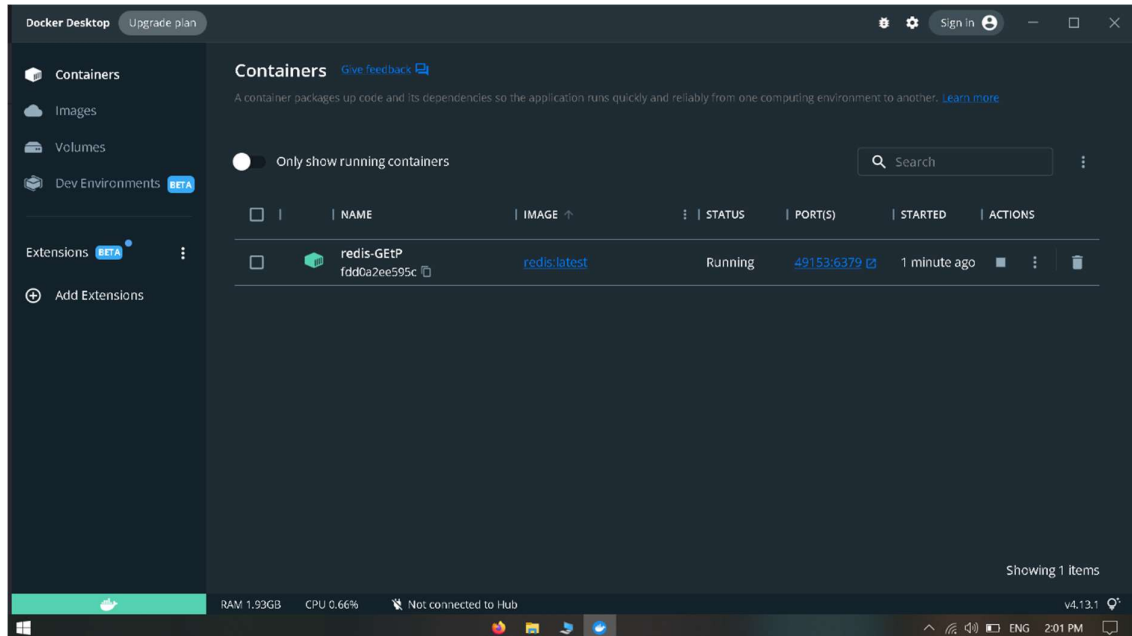 Docker Desktop Upgrade plan Sign in
Containers
Images
Volumes
Dev Environments BETA
Extensions BETA
Add Extensions
Containers Give feedback
A container packages up code and its dependencies so the application runs quickly and reliably from one computing environment to another. Learn more
Only show running containers Search
NAME IMAGE STATUS PORT(S) STARTED ACTIONS
redis-GEtP redis:latest Running 49153:6379 1 minute ago
fdd0a2ee595c
Showing 1 items
RAM 1.93GB CPU 0.66% Not connected to Hub v4.13.1
ENG 2:01 PM